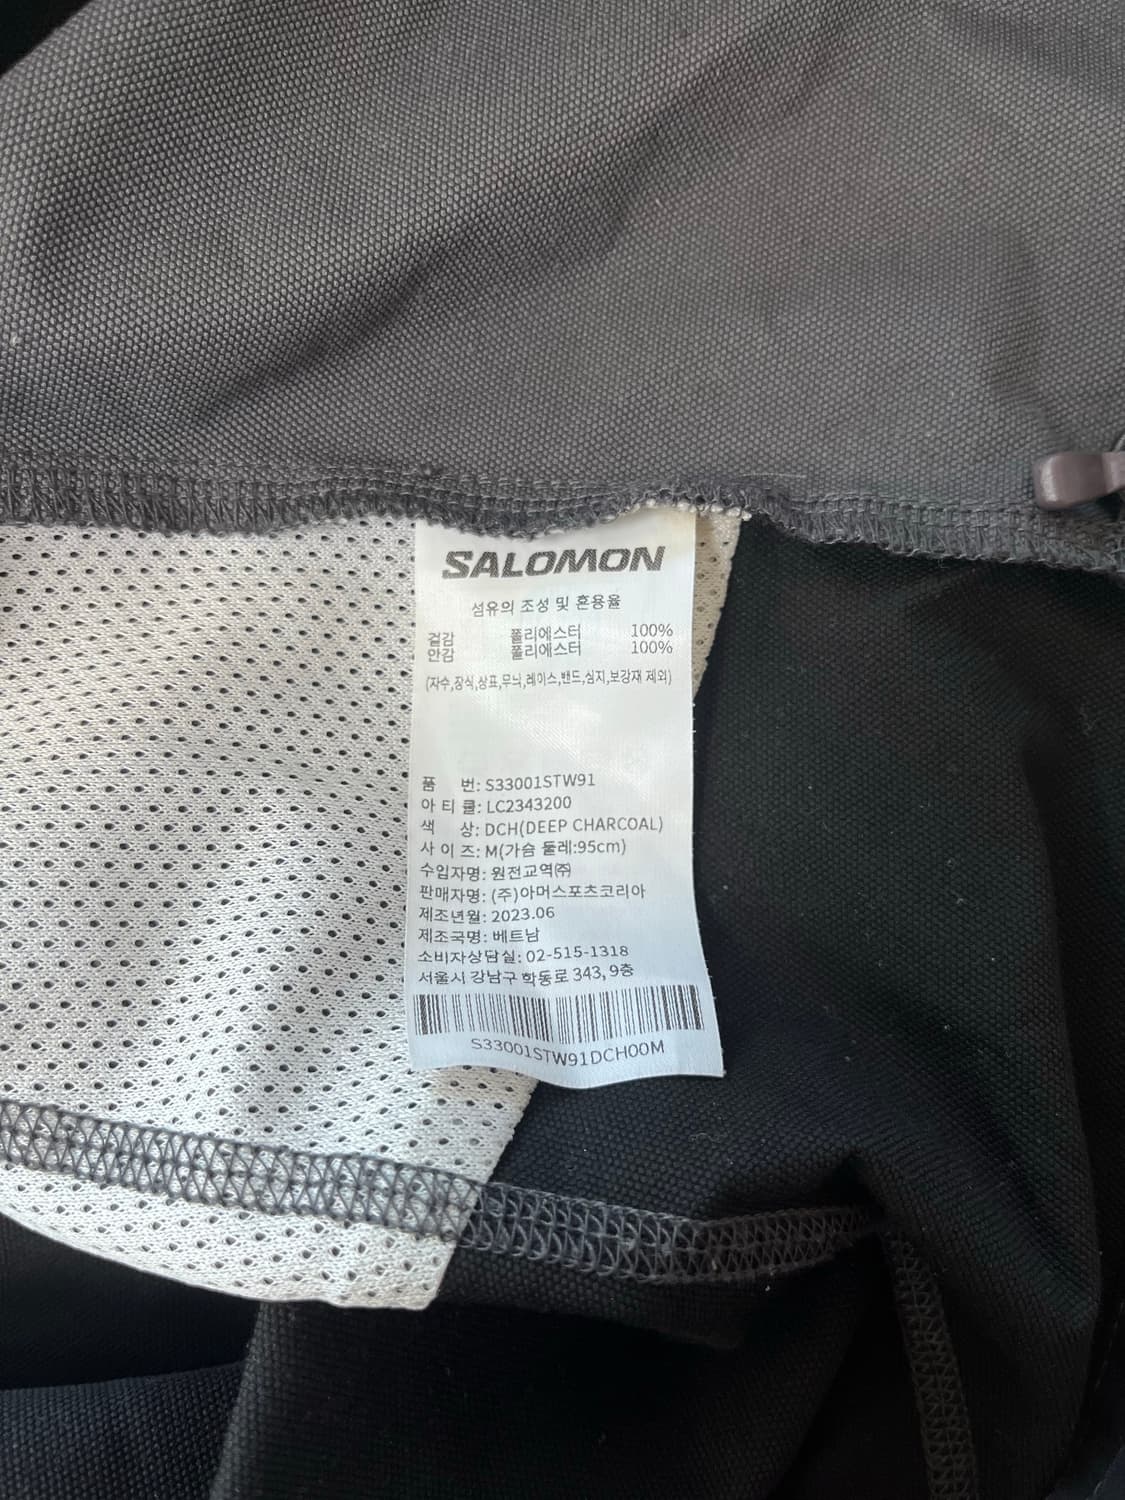 SALOMON
섬유의 조성 및 혼용율
겉감 폴리에스터 100%
안감 폴리에스터 100%
(자수,장식,상표,무늬,레이스,밴드,심지,보강재 제외)
품 번: S33001STW91
아 티 클: LC2343200
색 상: DCH(DEEP CHARCOAL)
사 이 즈: M(가슴 둘레:95cm)
수입자명: 원전교역㈜
판매자명: (주)아머스포츠코리아
제조년월: 2023.06
제조국명: 베트남
소비자상담실: 02-515-1318
서울시 강남구 학동로 343, 9층
S33001STW91DCH00M